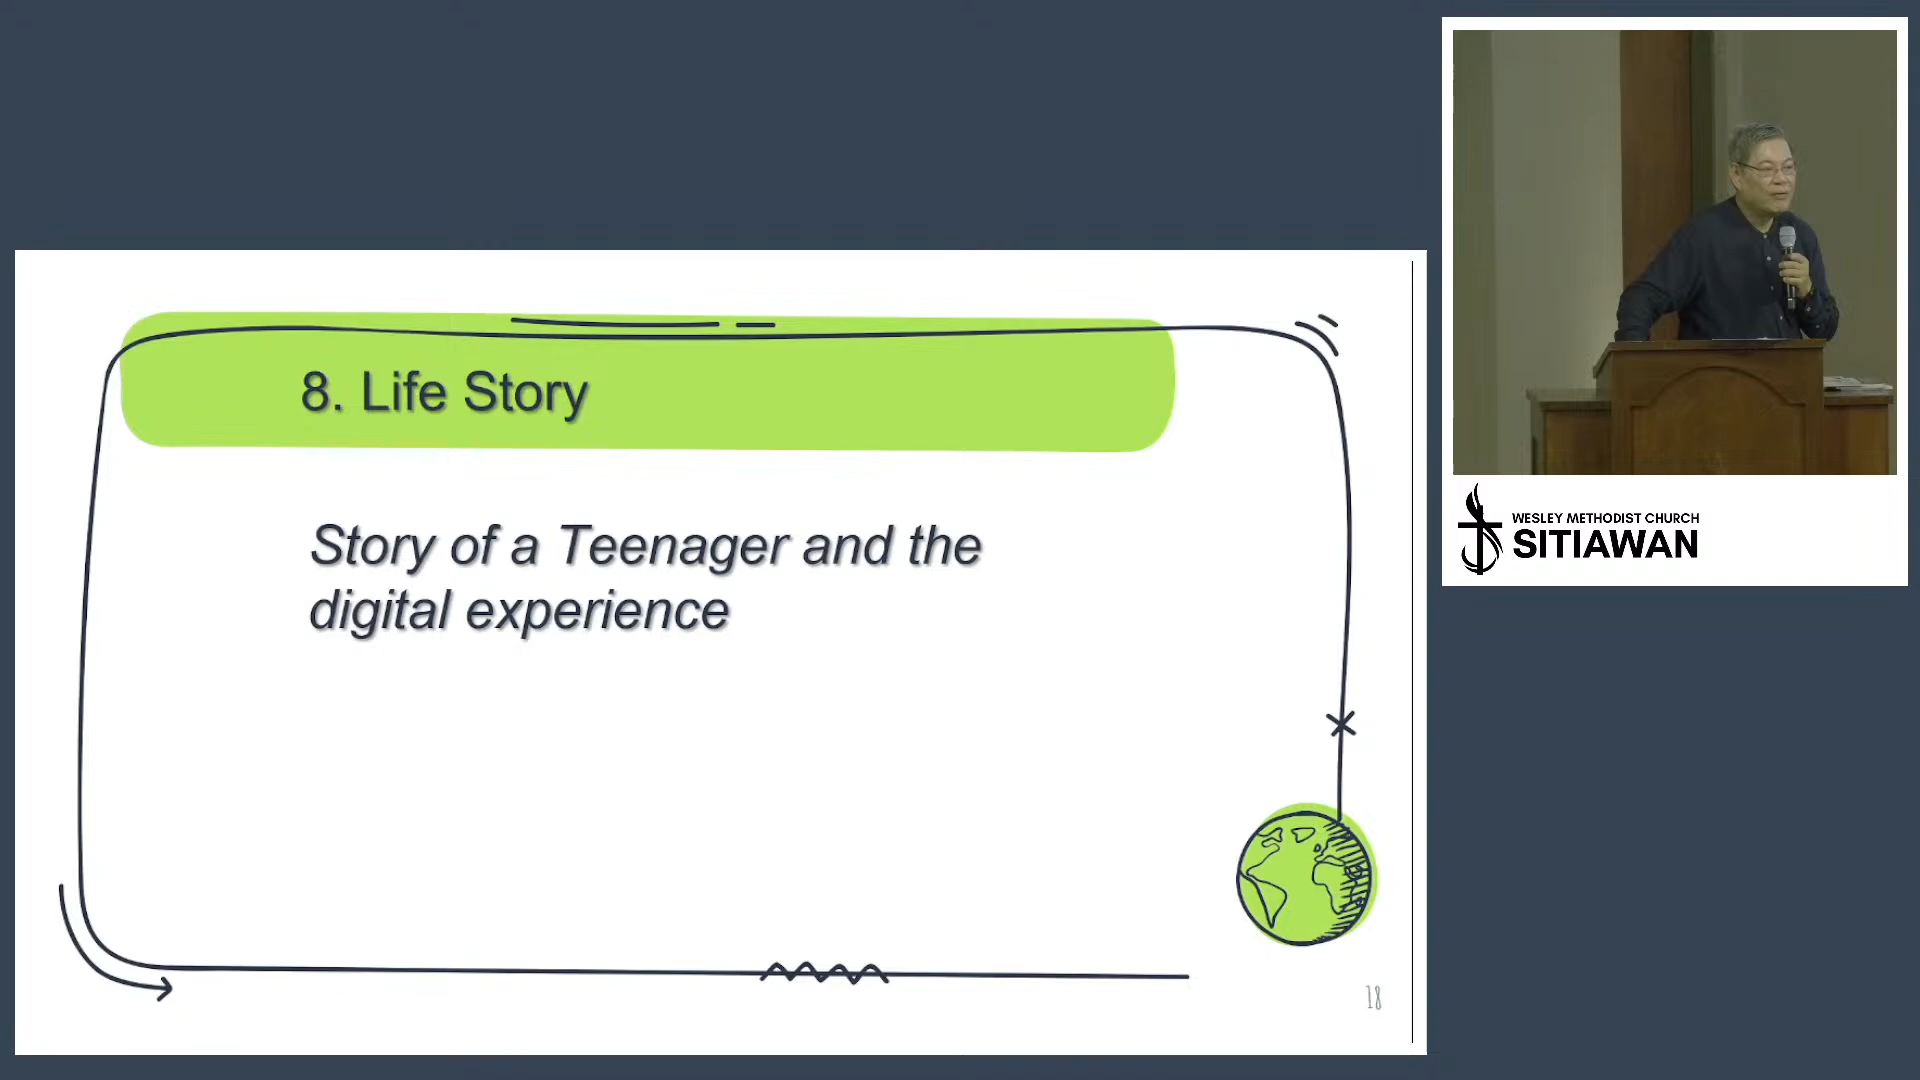 8. Life Story
Story of a Teenager and the
digital experience
18
WESLEY METHODIST CHURCH
SITIAWAN